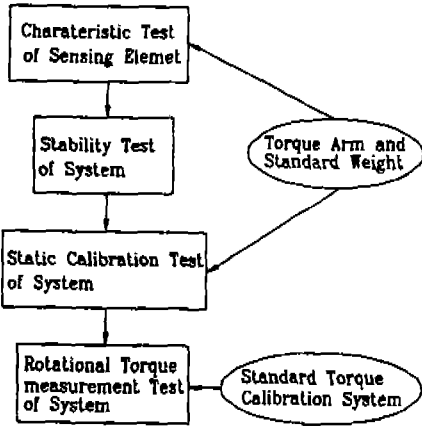 Charateristic Test
of Sensing Elemet
Stability Test
of System
Torque Arm and
Standard Weight
Static Calibration Test
of System
Rotational Torque
measurement Test
of System
Standard Torque
Calibration System